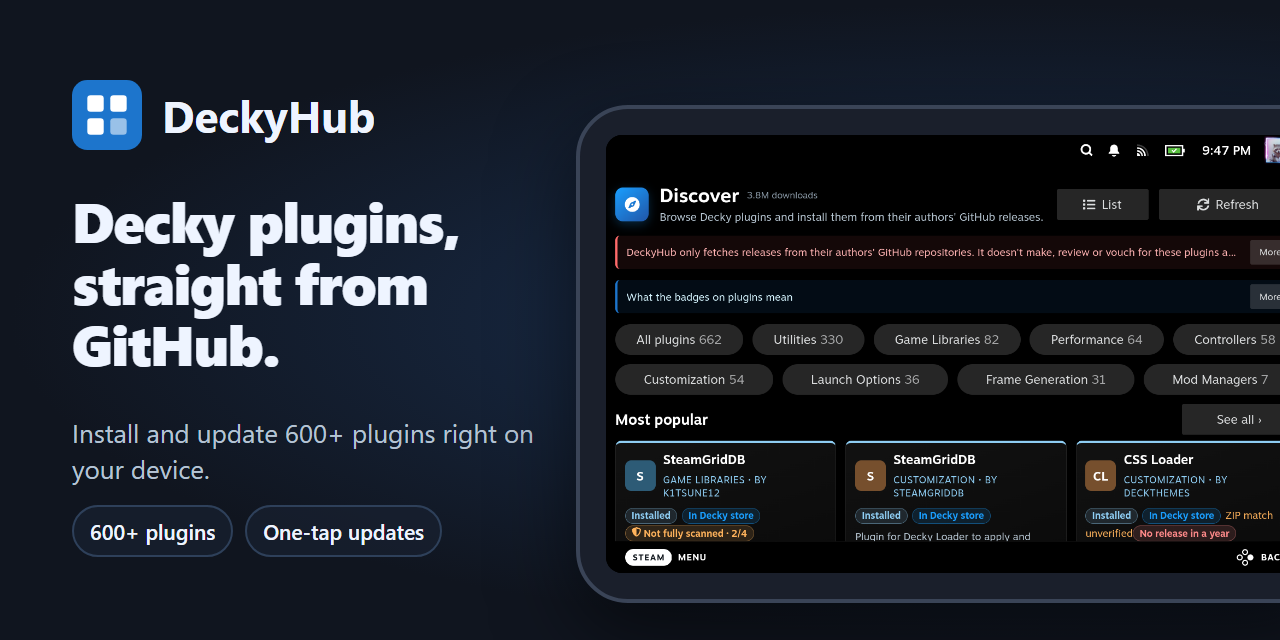 DeckyHub
Decky plugins,
straight from
GitHub.
Install and update 600+ plugins right on
your device.
600+ plugins
One-tap updates
9:47 PM
Discover 3.8M downloads
Browse Decky plugins and install them from their authors' GitHub releases.
List
Refresh
DeckyHub only fetches releases from their authors' GitHub repositories. It doesn't make, review or vouch for these plugins a...
More
What the badges on plugins mean
More
All plugins 662
Utilities 330
Game Libraries 82
Performance 64
Controllers 58
Customization 54
Launch Options 36
Frame Generation 31
Mod Managers 7
Most popular
See all ›
S
SteamGridDB
GAME LIBRARIES · BY
K1TSUNE12
Installed
In Decky store
Not fully scanned · 2/4
S
SteamGridDB
CUSTOMIZATION · BY
STEAMGRIDDB
Installed
In Decky store
Plugin for Decky Loader to apply and
CL
CSS Loader
CUSTOMIZATION · BY
DECKTHEMES
Installed
In Decky store
ZIP match
unverified
No release in a year
STEAM
MENU
BAC